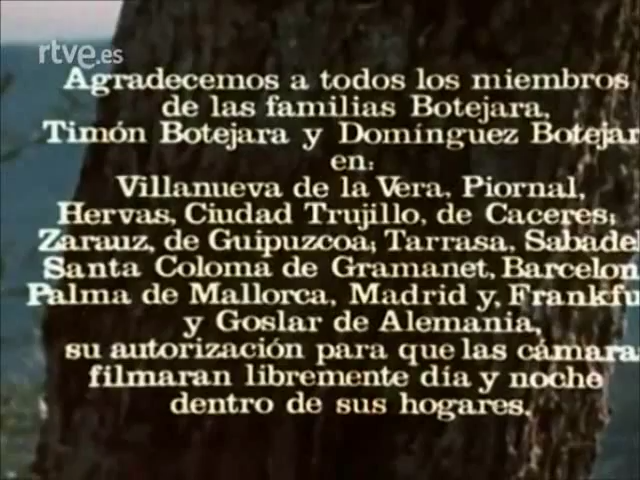 rtve.es
Agradecemos a todos los miembros
de las familias Botejara,
Timón Botejara y Domínguez Botejar
en:
Villanueva de la Vera, Piornal,
Hervas, Ciudad Trujillo, de Caceres;
Zarauz, de Guipuzcoa; Tarrasa, Sabadel
Santa Coloma de Gramanet, Barcelon
Palma de Mallorca, Madrid y, Frankfu
y Goslar de Alemania,
su autorización para que las cámara
filmaran libremente día y noche
dentro de sus hogares.